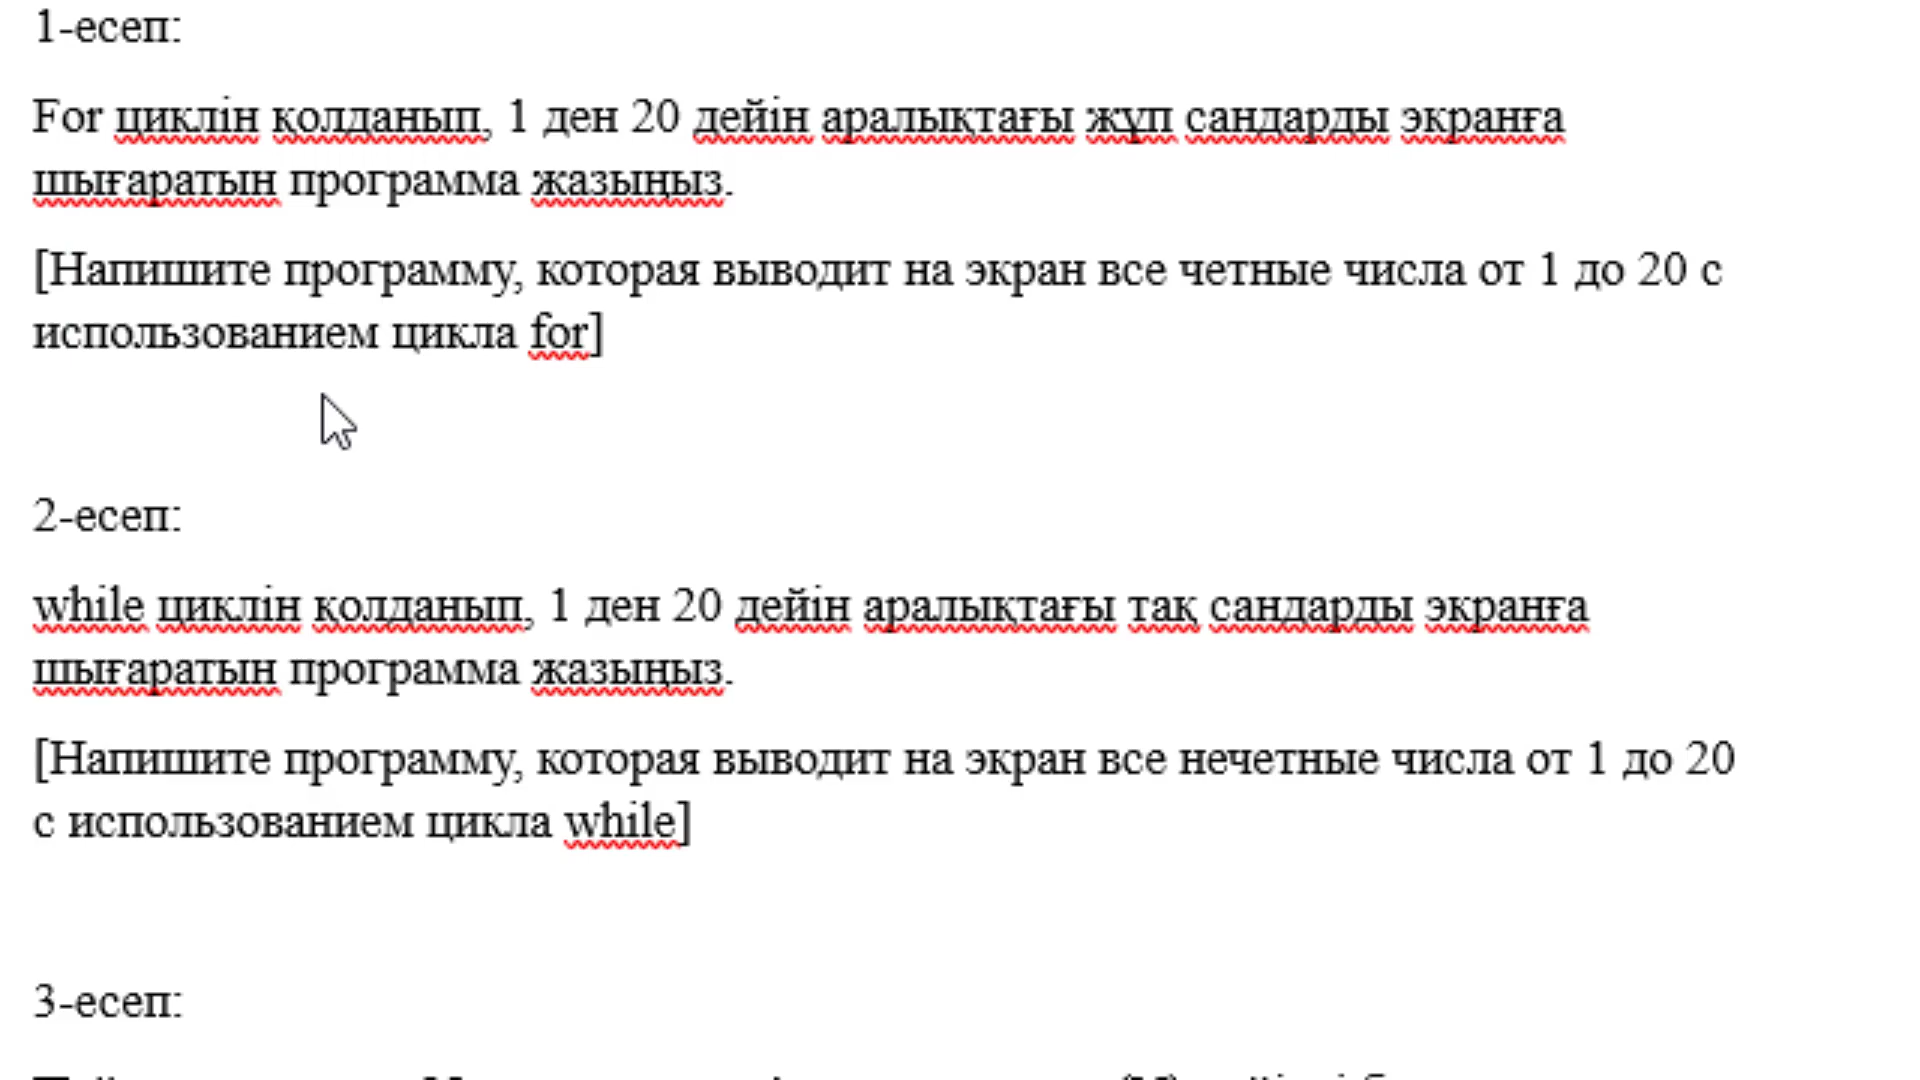 1-есеп:
For циклін қолданып, 1 ден 20 дейін аралықтағы жұп сандарды экранға
шығаратын программа жазыңыз.
[Напишите программу, которая выводит на экран все четные числа от 1 до 20 с
использованием цикла for]
2-есеп:
while циклін қолданып, 1 ден 20 дейін аралықтағы тақ сандарды экранға
шығаратын программа жазыңыз.
[Напишите программу, которая выводит на экран все нечетные числа от 1 до 20
с использованием цикла while]
3-есеп: